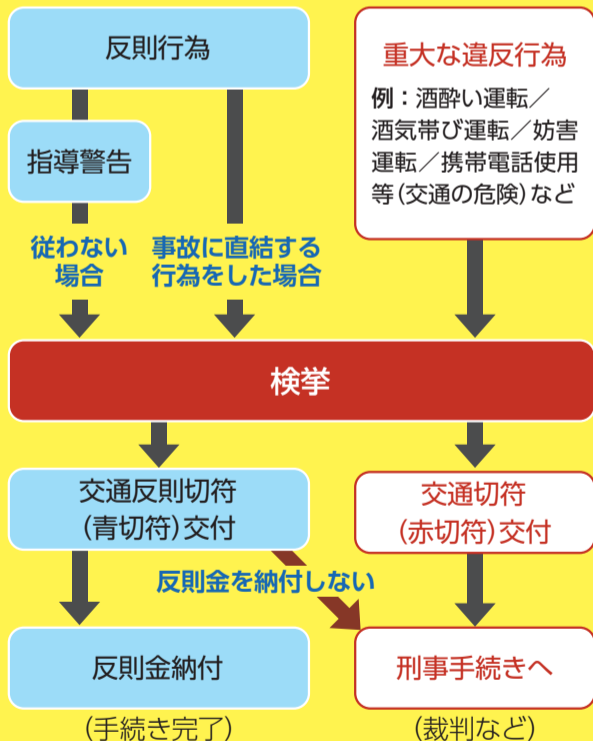 反則行為
重大な違反行為
例：酒酔い運転／
酒気帯び運転／妨害
運転／携帯電話使用
等(交通の危険)など
指導警告
従わない
場合
事故に直結する
行為をした場合
検挙
交通反則切符
(青切符)交付
交通切符
(赤切符)交付
反則金を納付しない
反則金納付
刑事手続きへ
(手続き完了)
(裁判など)